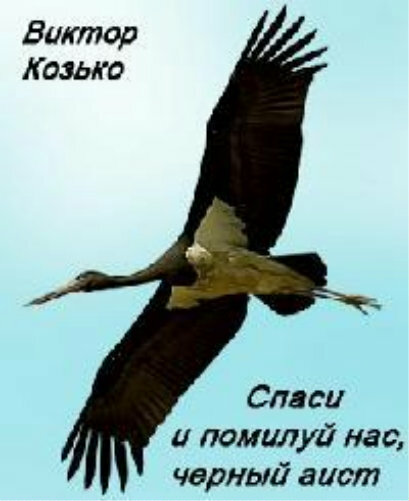 Виктор
Козько
Спаси
и помилуй нас,
черный аист